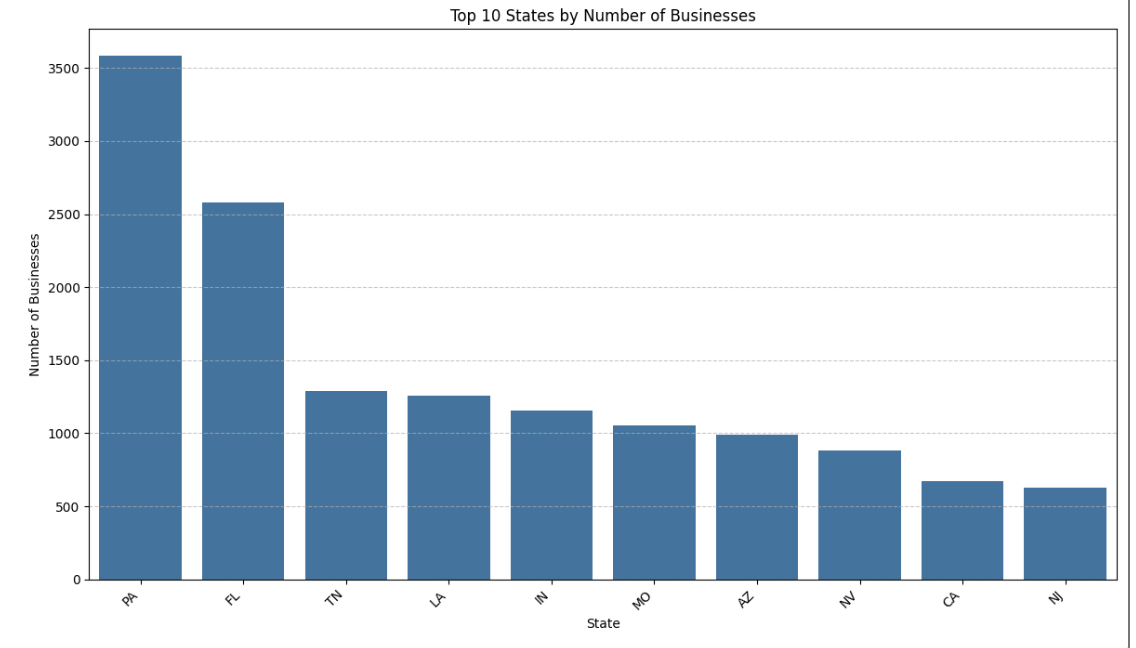 Top 10 States by Number of Businesses
Number of Businesses
3500
3000
2500
2000
1500
1000
500
0
PA FL TN LA IN MO AZ NV CA NJ
State